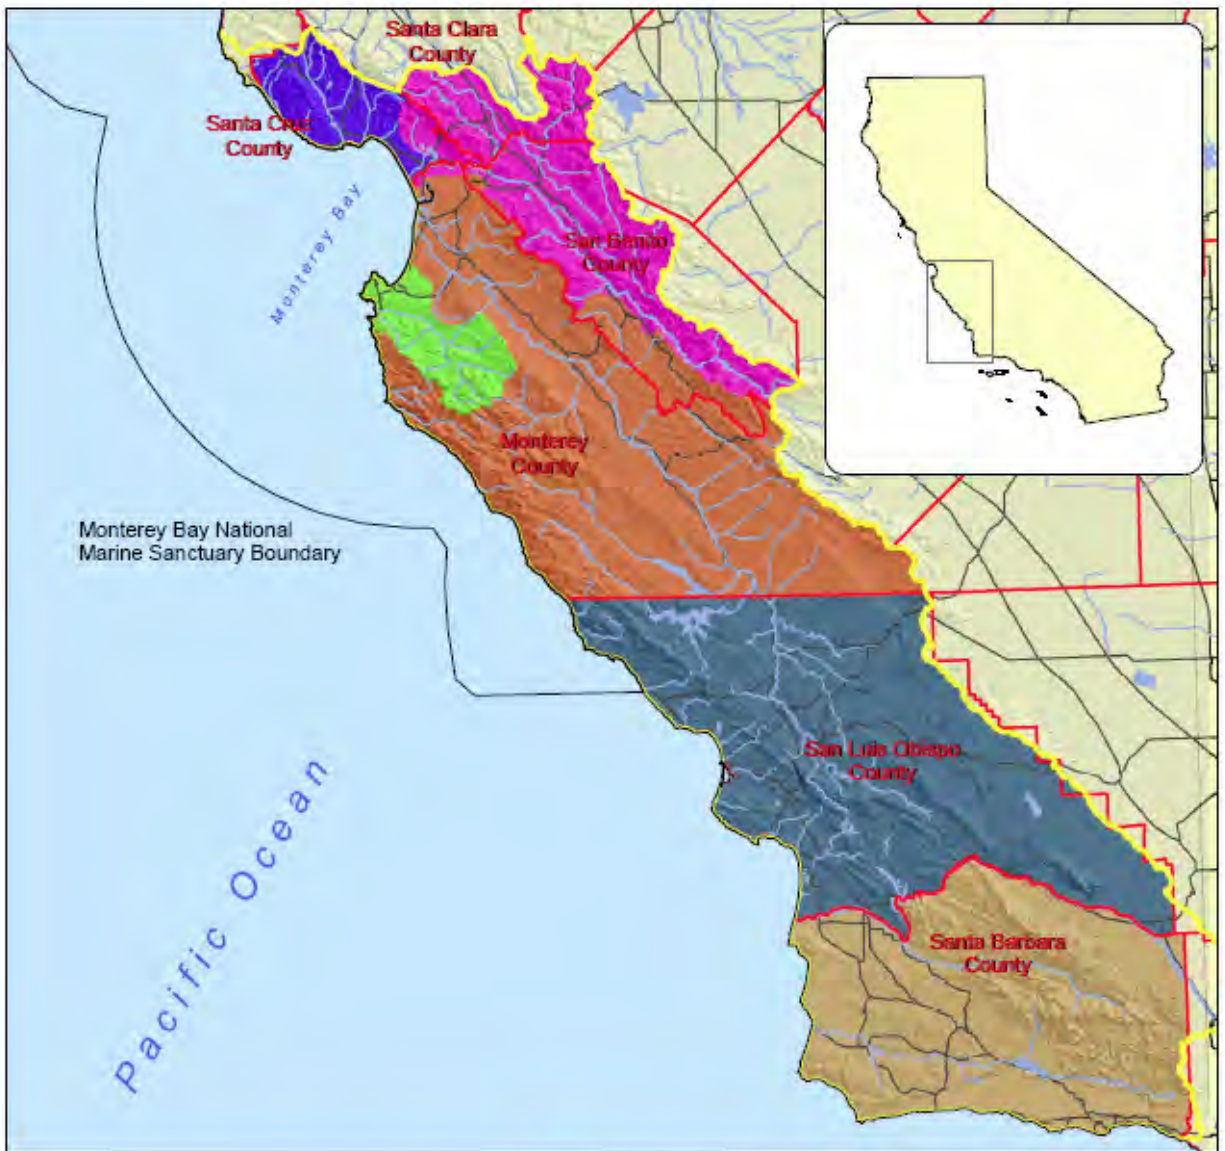 Santa Clara
County
Santa Cruz
County
Monterey Bay
San Benito
County
Monterey
County
Monterey Bay National
Marine Sanctuary Boundary
San Luis Obispo
County
Pacific Ocean
Santa Barbara
County